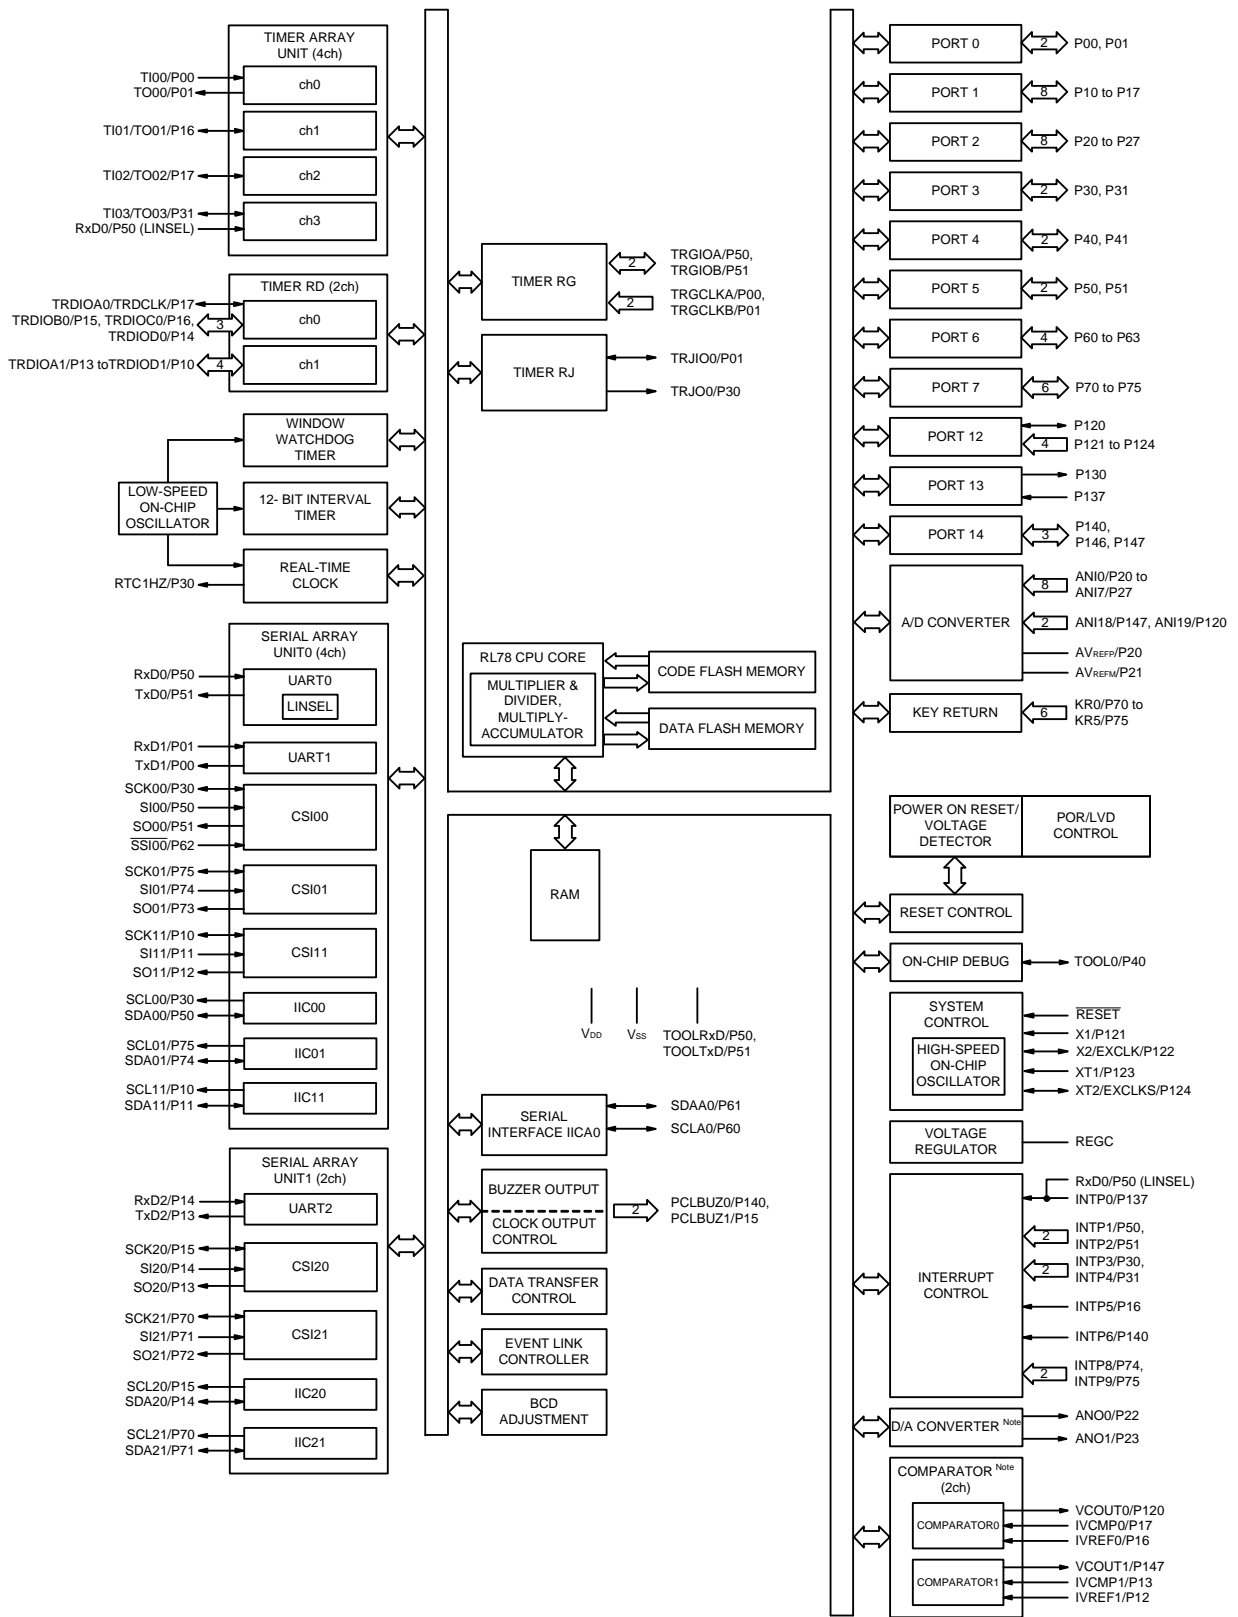 TIMER ARRAY
UNIT (4ch)
TI00/P00
TO00/P01
ch0
TI01/TO01/P16
ch1
TI02/TO02/P17
ch2
TI03/TO03/P31
RxD0/P50 (LINSEL)
ch3
TIMER RD (2ch)
TRDIOA0/TRDCLK/P17
TRDIOB0/P15, TRDIOC0/P16,
TRDIOD0/P14
3
ch0
TRDIOA1/P13 toTRDIOD1/P10
4
ch1
WINDOW
WATCHDOG
TIMER
LOW-SPEED
ON-CHIP
OSCILLATOR
12- BIT INTERVAL
TIMER
RTC1HZ/P30
REAL-TIME
CLOCK
SERIAL ARRAY
UNIT0 (4ch)
RxD0/P50
TxD0/P51
UART0
LINSEL
RxD1/P01
TxD1/P00
UART1
SCK00/P30
SI00/P50
SO00/P51
SSI00/P62
CSI00
SCK01/P75
SI01/P74
SO01/P73
CSI01
SCK11/P10
SI11/P11
SO11/P12
CSI11
SCL00/P30
SDA00/P50
IIC00
SCL01/P75
SDA01/P74
IIC01
SCL11/P10
SDA11/P11
IIC11
SERIAL ARRAY
UNIT1 (2ch)
RxD2/P14
TxD2/P13
UART2
SCK20/P15
SI20/P14
SO20/P13
CSI20
SCK21/P70
SI21/P71
SO21/P72
CSI21
SCL20/P15
SDA20/P14
IIC20
SCL21/P70
SDA21/P71
IIC21
TIMER RG
2
TRGIOA/P50,
TRGIOB/P51
2
TRGCLKA/P00,
TRGCLKB/P01
TIMER RJ
TRJIO0/P01
TRJO0/P30
RL78 CPU CORE
MULTIPLIER &
DIVIDER,
MULTIPLY-
ACCUMULATOR
CODE FLASH MEMORY
DATA FLASH MEMORY
RAM
VDD
VSS
TOOLRxD/P50,
TOOLTxD/P51
SERIAL
INTERFACE IICA0
SDAA0/P61
SCLA0/P60
BUZZER OUTPUT
CLOCK OUTPUT
CONTROL
2
PCLBUZ0/P140,
PCLBUZ1/P15
DATA TRANSFER
CONTROL
EVENT LINK
CONTROLLER
BCD
ADJUSTMENT
PORT 0
2
P00, P01
PORT 1
8
P10 to P17
PORT 2
8
P20 to P27
PORT 3
2
P30, P31
PORT 4
2
P40, P41
PORT 5
2
P50, P51
PORT 6
4
P60 to P63
PORT 7
6
P70 to P75
PORT 12
P120
4
P121 to P124
PORT 13
P130
P137
PORT 14
3
P140,
P146, P147
A/D CONVERTER
8
ANI0/P20 to
ANI7/P27
2
ANI18/P147, ANI19/P120
AVREFP/P20
AVREFM/P21
KEY RETURN
6
KR0/P70 to
KR5/P75
POWER ON RESET/
VOLTAGE
DETECTOR
POR/LVD
CONTROL
RESET CONTROL
ON-CHIP DEBUG
TOOL0/P40
SYSTEM
CONTROL
HIGH-SPEED
ON-CHIP
OSCILLATOR
RESET
X1/P121
X2/EXCLK/P122
XT1/P123
XT2/EXCLKS/P124
VOLTAGE
REGULATOR
REGC
INTERRUPT
CONTROL
RxD0/P50 (LINSEL)
INTP0/P137
2
INTP1/P50,
INTP2/P51
2
INTP3/P30,
INTP4/P31
INTP5/P16
INTP6/P140
2
INTP8/P74,
INTP9/P75
D/A CONVERTER Note
ANO0/P22
ANO1/P23
COMPARATOR Note
(2ch)
COMPARATOR0
VCOUT0/P120
IVCMP0/P17
IVREF0/P16
COMPARATOR1
VCOUT1/P147
IVCMP1/P13
IVREF1/P12